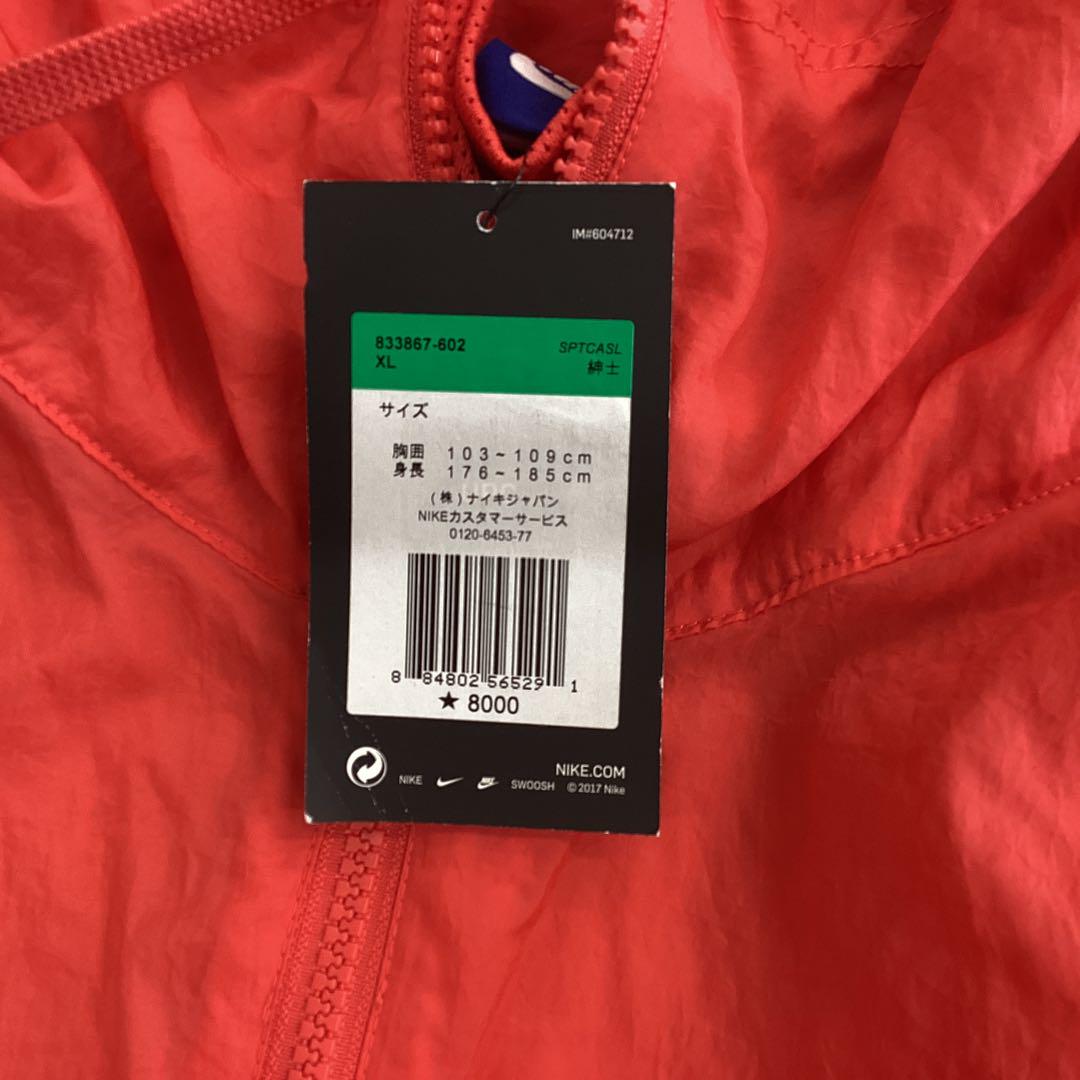 IM#604712
833867-602
XL
SPTCASL
紳士
サイズ
胸囲 103~109cm
身長 176~185cm
(株)ナイキジャパン
NIKEカスタマーサービス
0120-6453-77
8 84802 56529 1
★ 8000
NIKE
SWOOSH
NIKE.COM
©2017 Nike